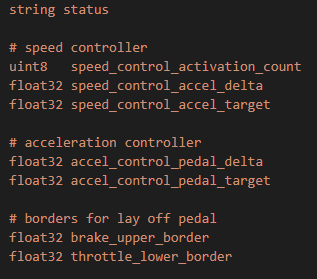 string status
# speed controller
uint8   speed_control_activation_count
float32 speed_control_accel_delta
float32 speed_control_accel_target
# acceleration controller
float32 accel_control_pedal_delta
float32 accel_control_pedal_target
# borders for lay off pedal
float32 brake_upper_border
float32 throttle_lower_border